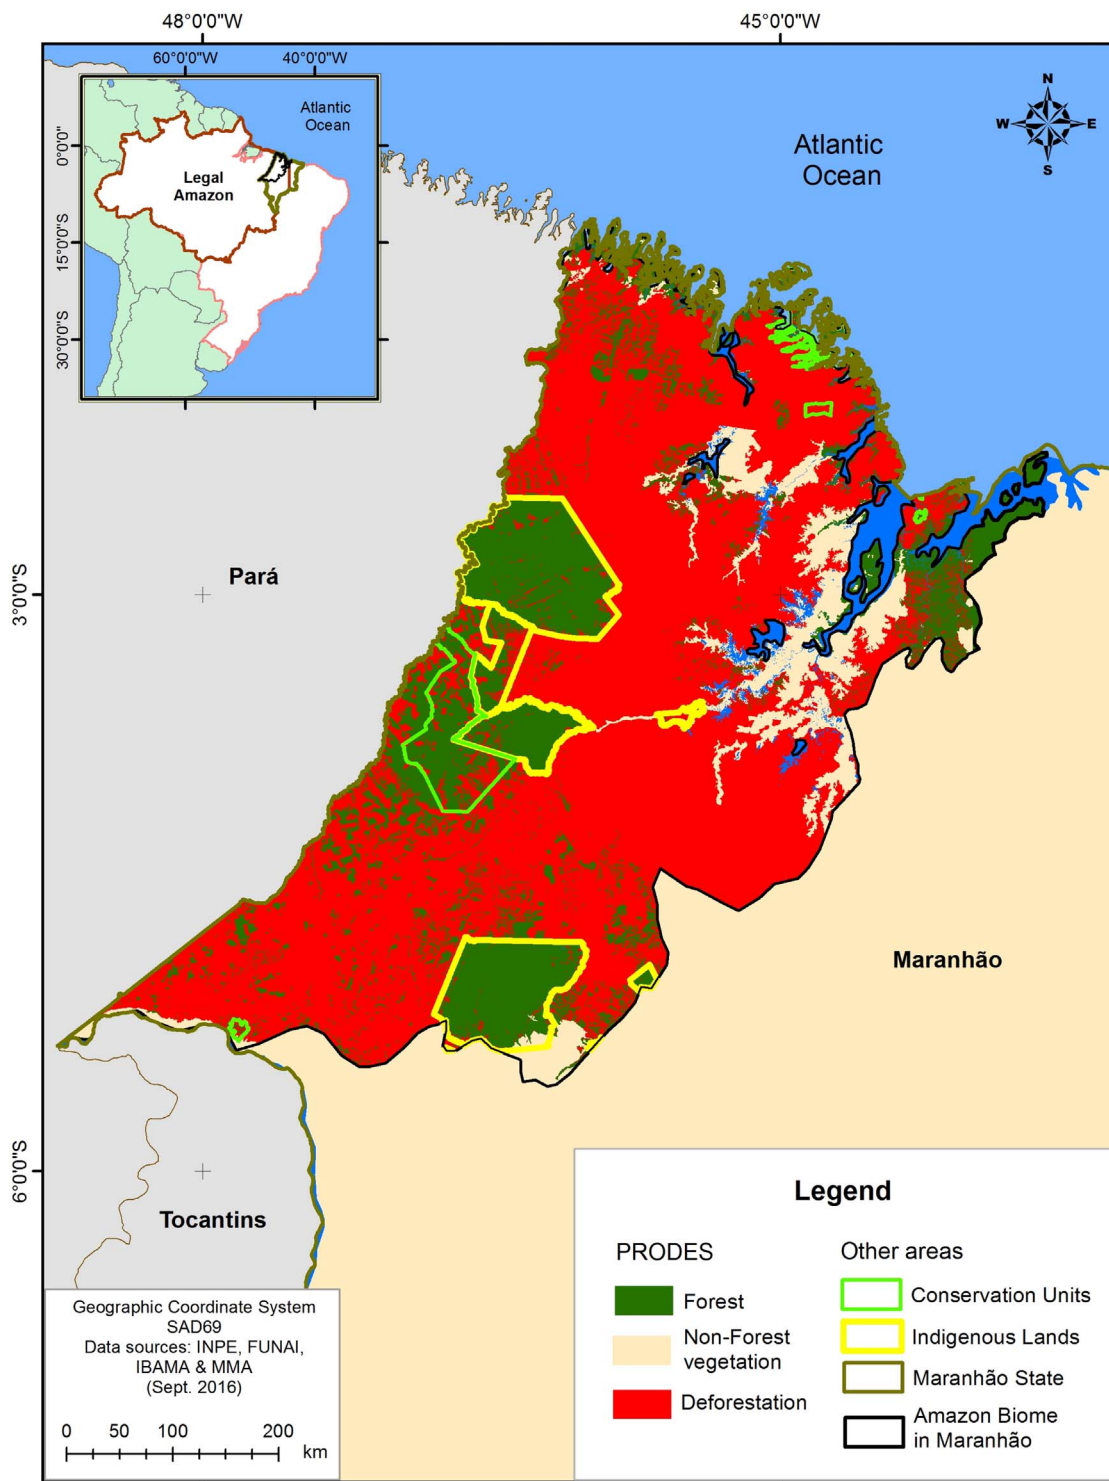 48°0'0"W
45°0'0"W
60°0'0"W
40°0'0"W
0°0'0"
15°0'0"S
30°0'0"S
Atlantic
Ocean
Legal
Amazon
N
W
E
S
Atlantic
Ocean
3°0'0"S
Pará
Maranhão
6°0'0"S
Tocantins
Geographic Coordinate System
SAD69
Data sources: INPE, FUNAI,
IBAMA & MMA
(Sept. 2016)
0 50 100 200
km
Legend
PRODES
Forest
Non-Forest
vegetation
Deforestation
Other areas
Conservation Units
Indigenous Lands
Maranhão State
Amazon Biome
in Maranhão